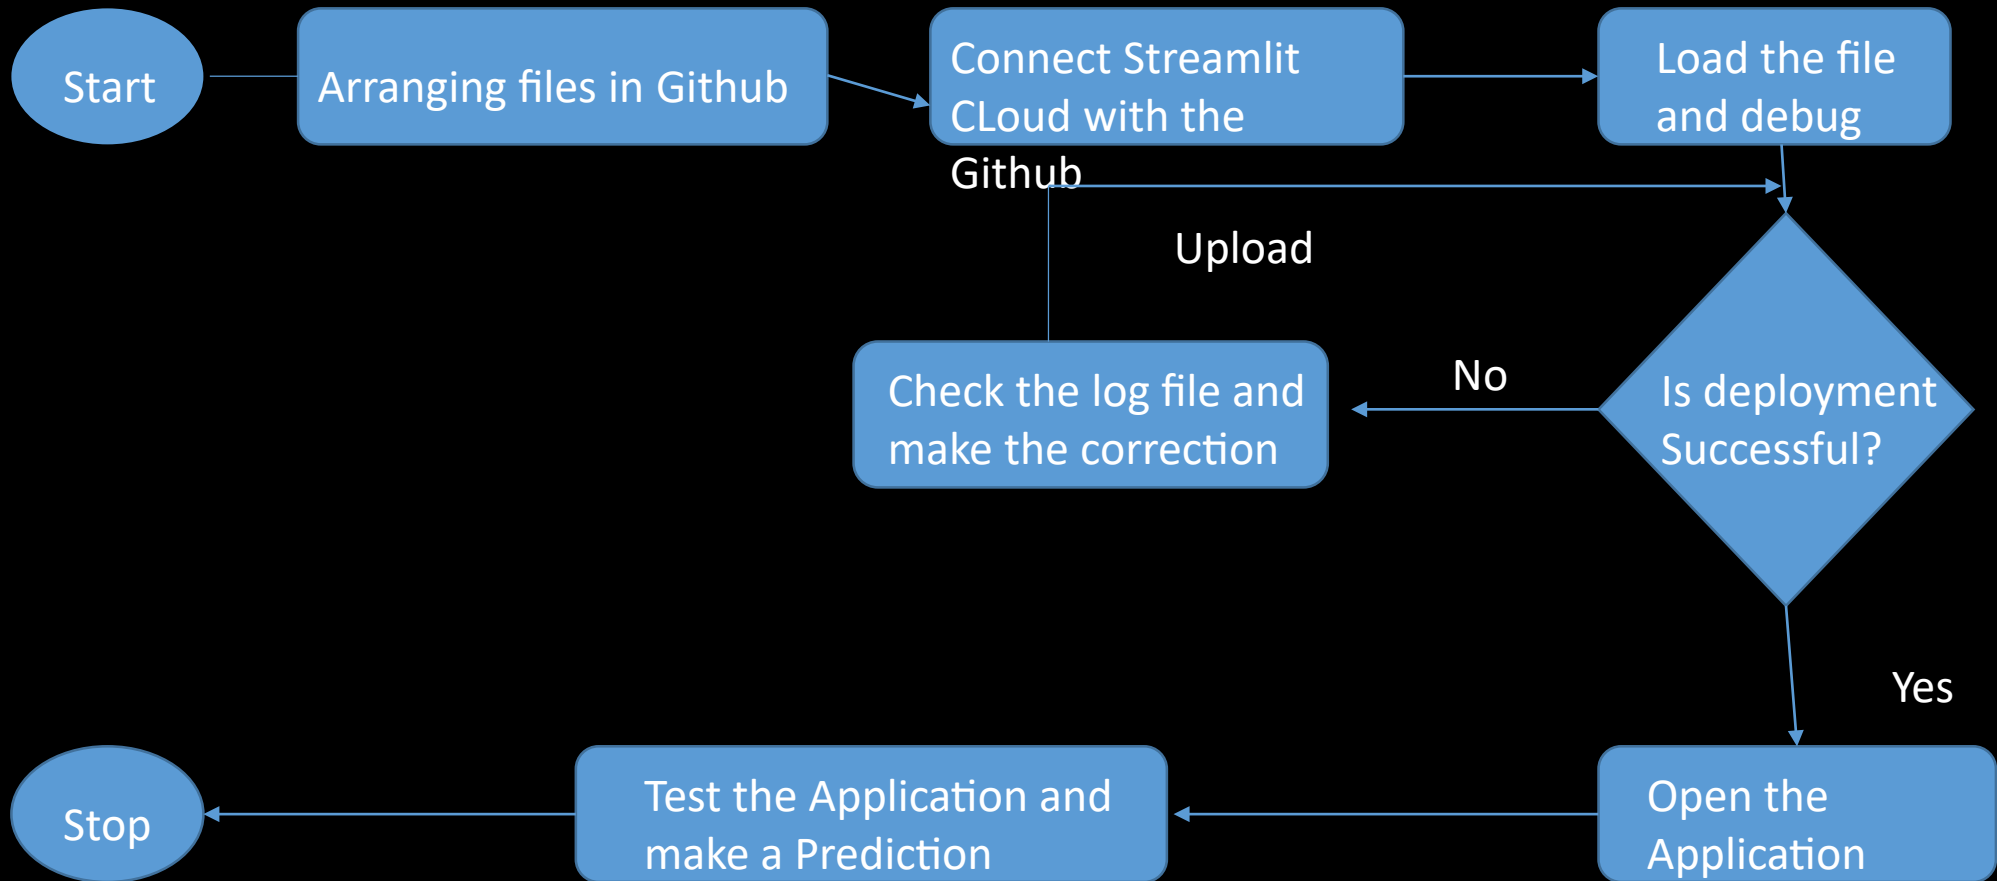 Start
Arranging files in Github
Connect Streamlit
CLoud with the
Github
Load the file
and debug
Upload
No
Check the log file and
make the correction
Is deployment
Successful?
Yes
Open the
Application
Test the Application and
make a Prediction
Stop